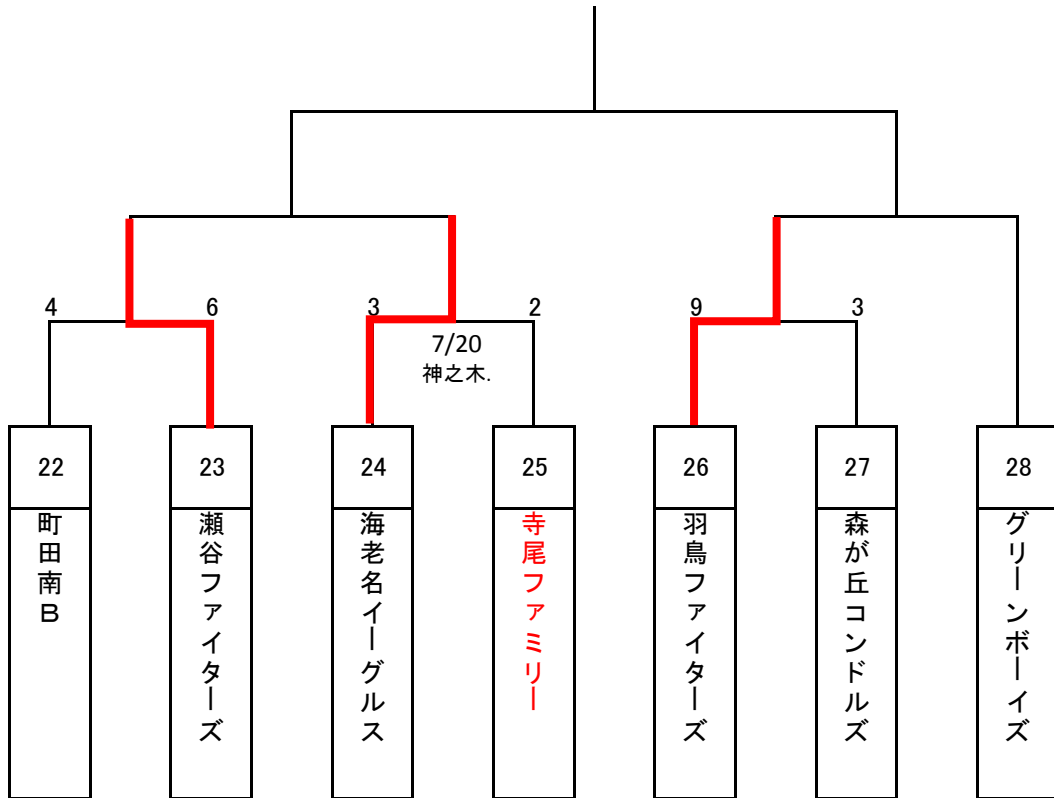 4
6
3
2
9
3
7/20
神之木.
22
23
24
25
26
27
28
町田南B
瀬谷ファイターズ
海老名イーグルス
寺尾ファミリー
羽鳥ファイターズ
森が丘コンドルズ
グリーンボーイズ